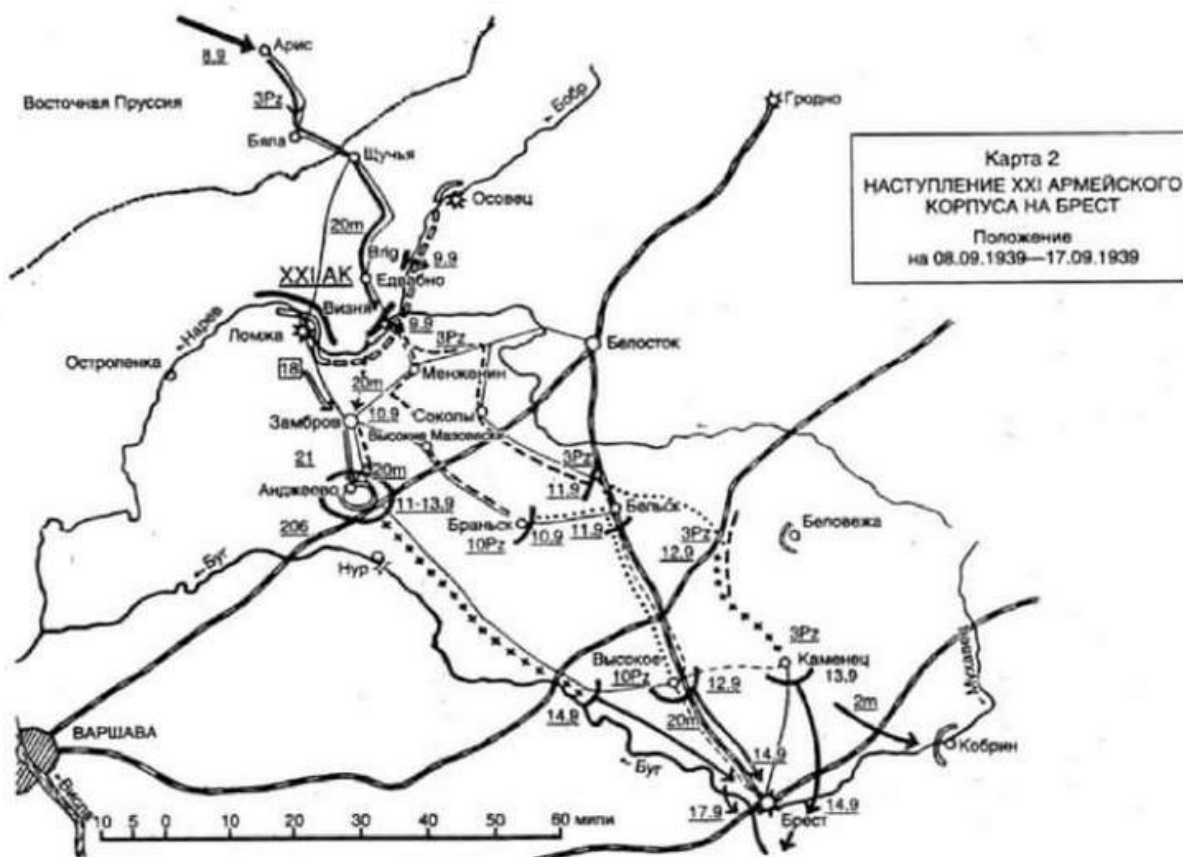 Арис
8.9
Восточная Пруссия
3Pz
Бяла
Щучья
← Бобр
Гродно
Карта 2
НАСТУПЛЕНИЕ XXI АРМЕЙСКОГО
КОРПУСА НА БРЕСТ
Положение
на 08.09.1939—17.09.1939
Осовец
20m
Brig
9.9
XXI AK
Едвабно
Визня
9.9
←Нарев
Ломжа
3Pz
Белосток
Остроленка
18
20m
Менженин
Замбров
10.9
Соколы
Высокие Мазовецк
21
20m
3Pz
11.9
Анджеево
11-13.9
Браньск
Бельск
206
10Pz
10.9
11.9
3Pz
12.9
Беловежа
←Буг
Нур
3Pz
Высокое
Каменец
10Pz
12.9
13.9
Мухавец
14.9
20m
2m
ВАРШАВА
14.9
Кобрин
←Буг
Висла
17.9
Брест
14.9
10 5 0 10 20 30 40 50 60 мили